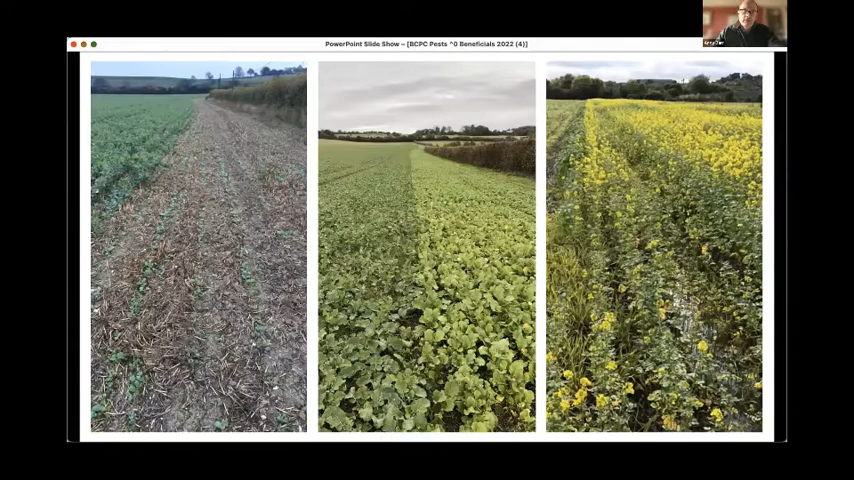 PowerPoint Slide Show – [BCPC Pests ^0 Beneficials 2022 (4)]